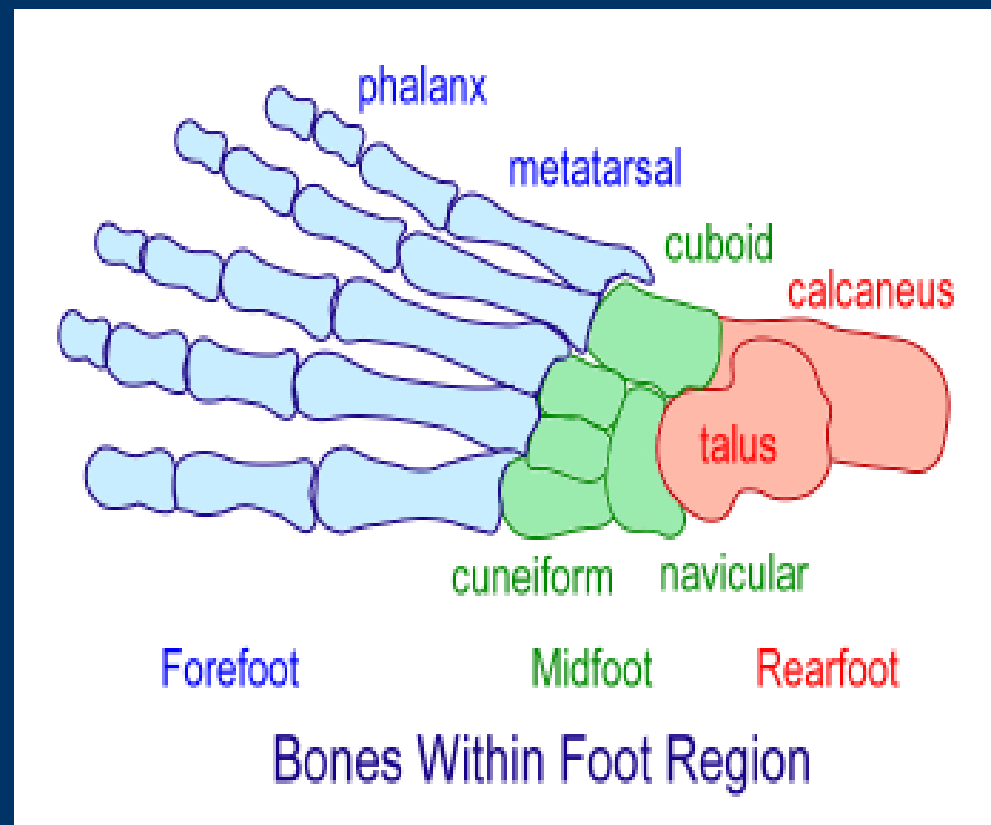 phalanx
metatarsal
cuboid
calcaneus
talus
cuneiform navicular
Forefoot Midfoot Rearfoot
Bones Within Foot Region